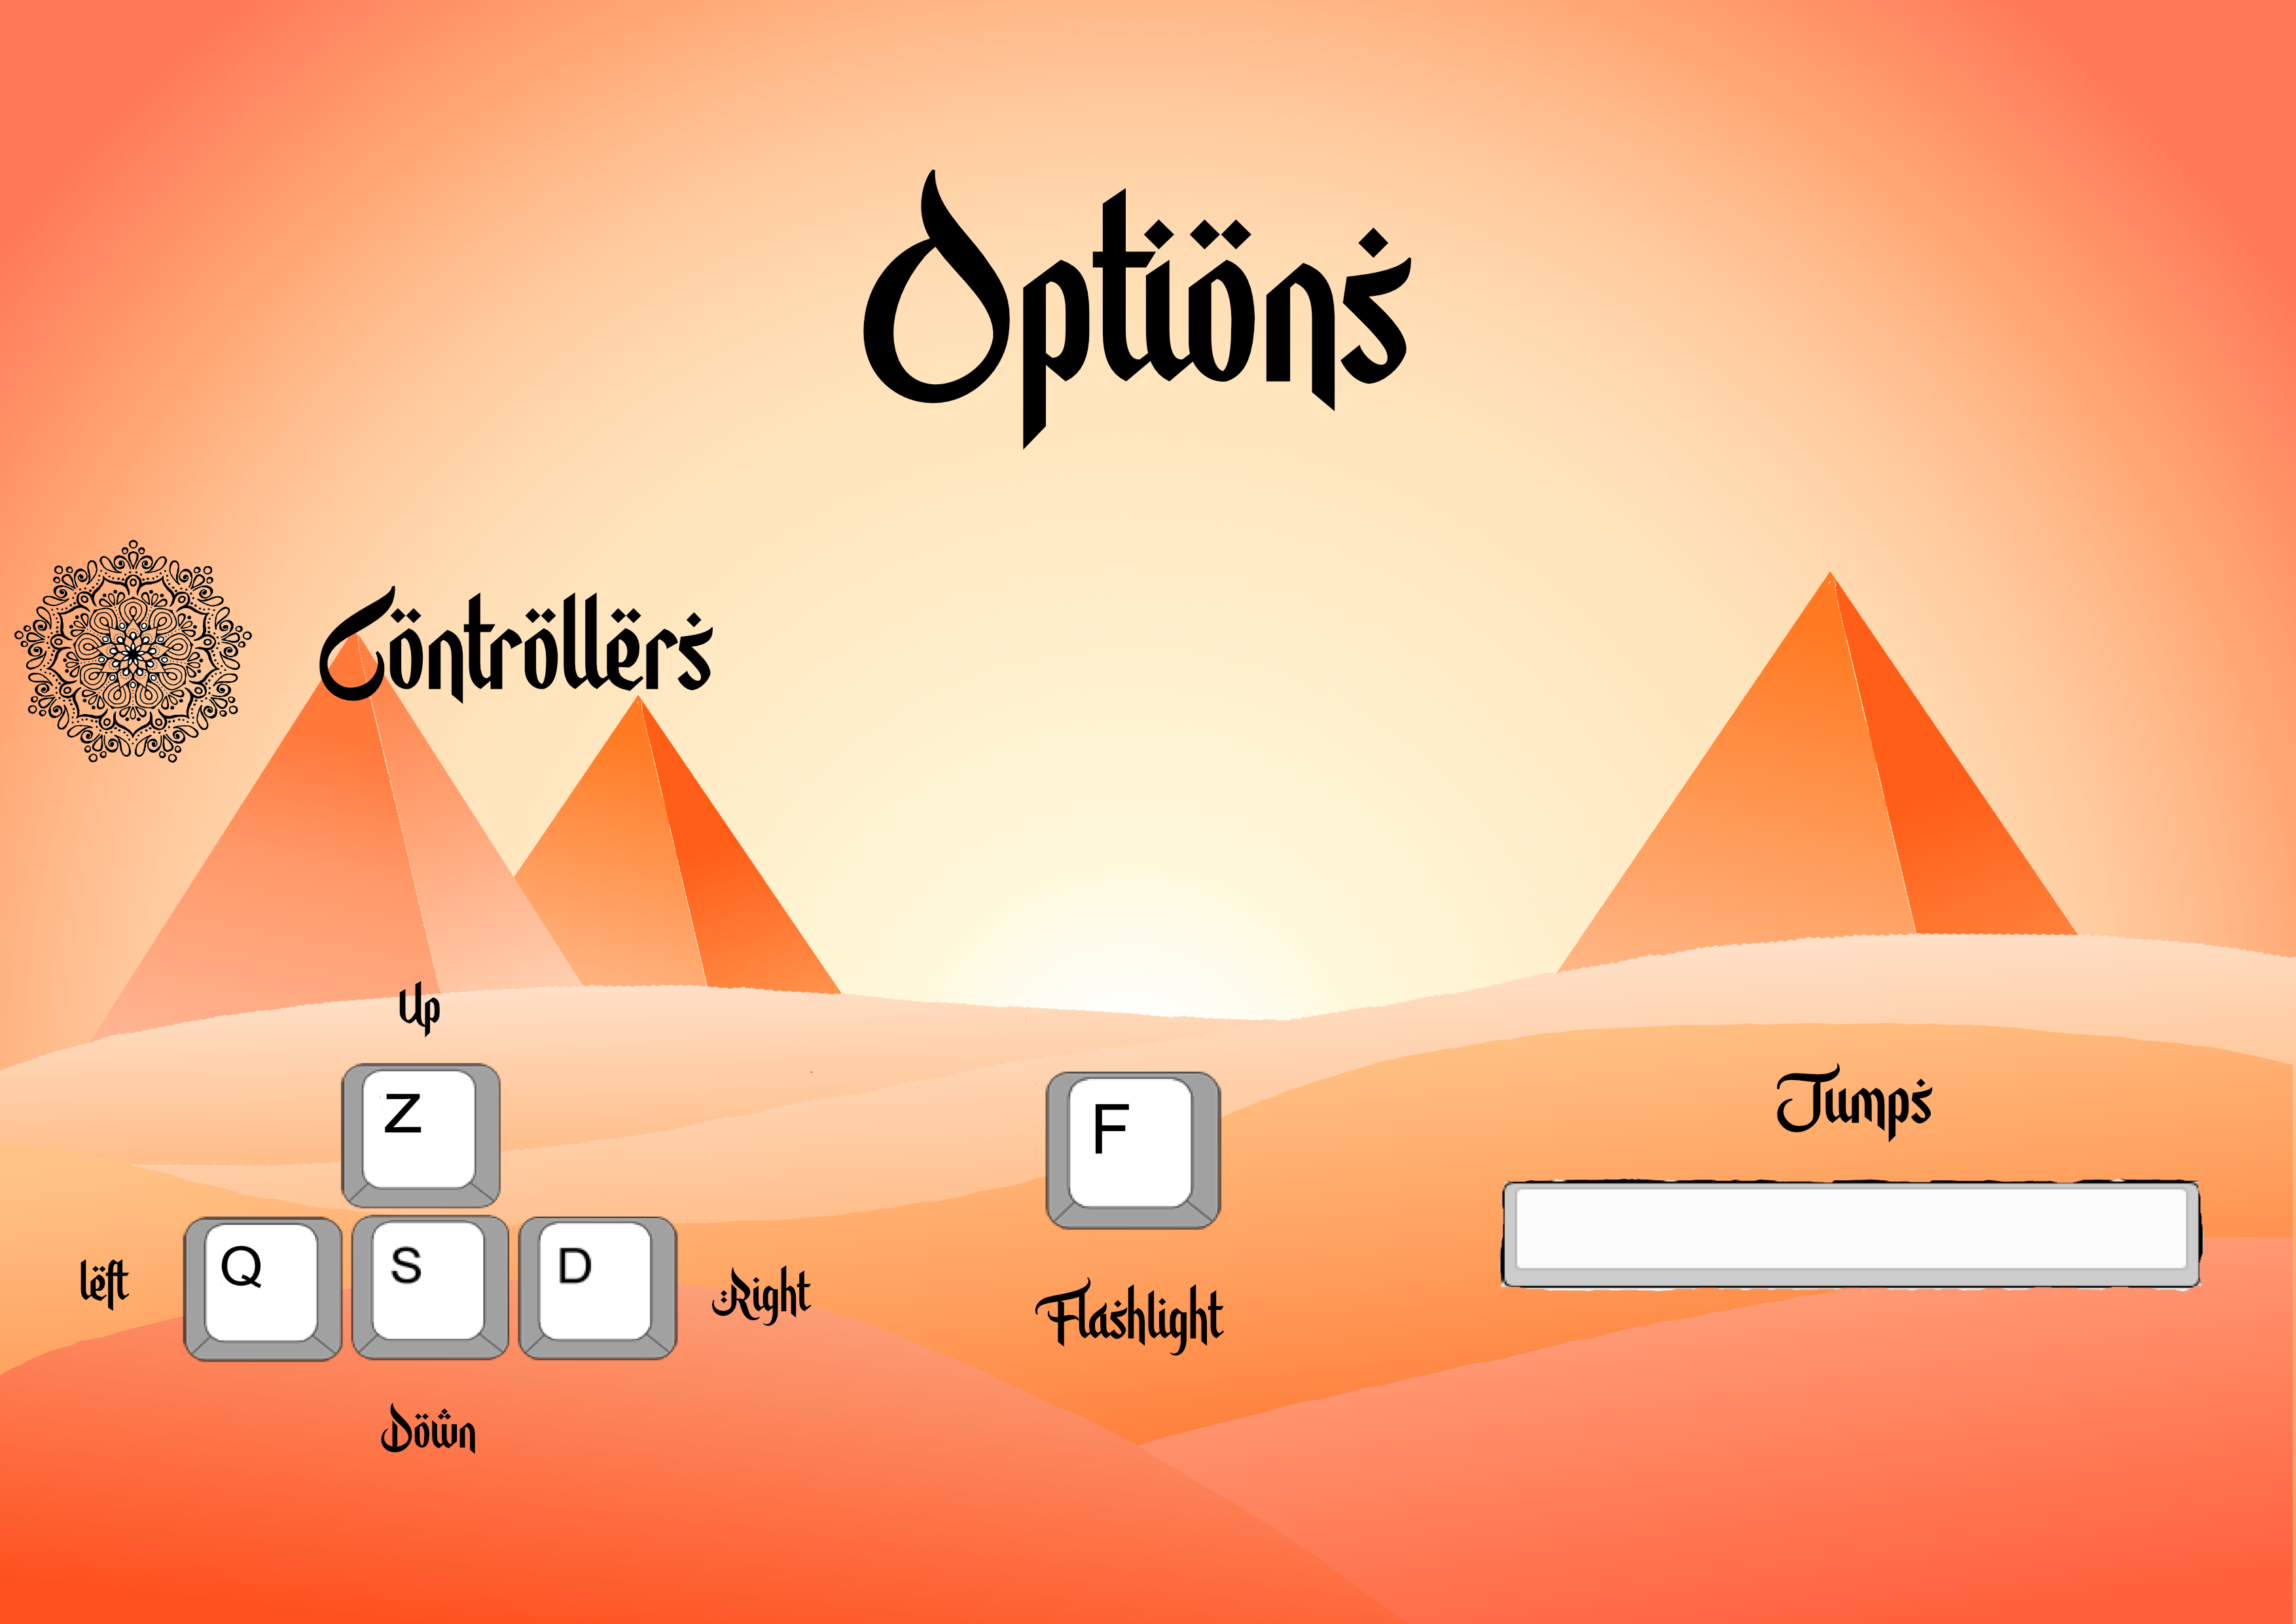 Options
Controllers
Up
Z
F
Jumps
left
Q
S
D
Right
Flashlight
Down